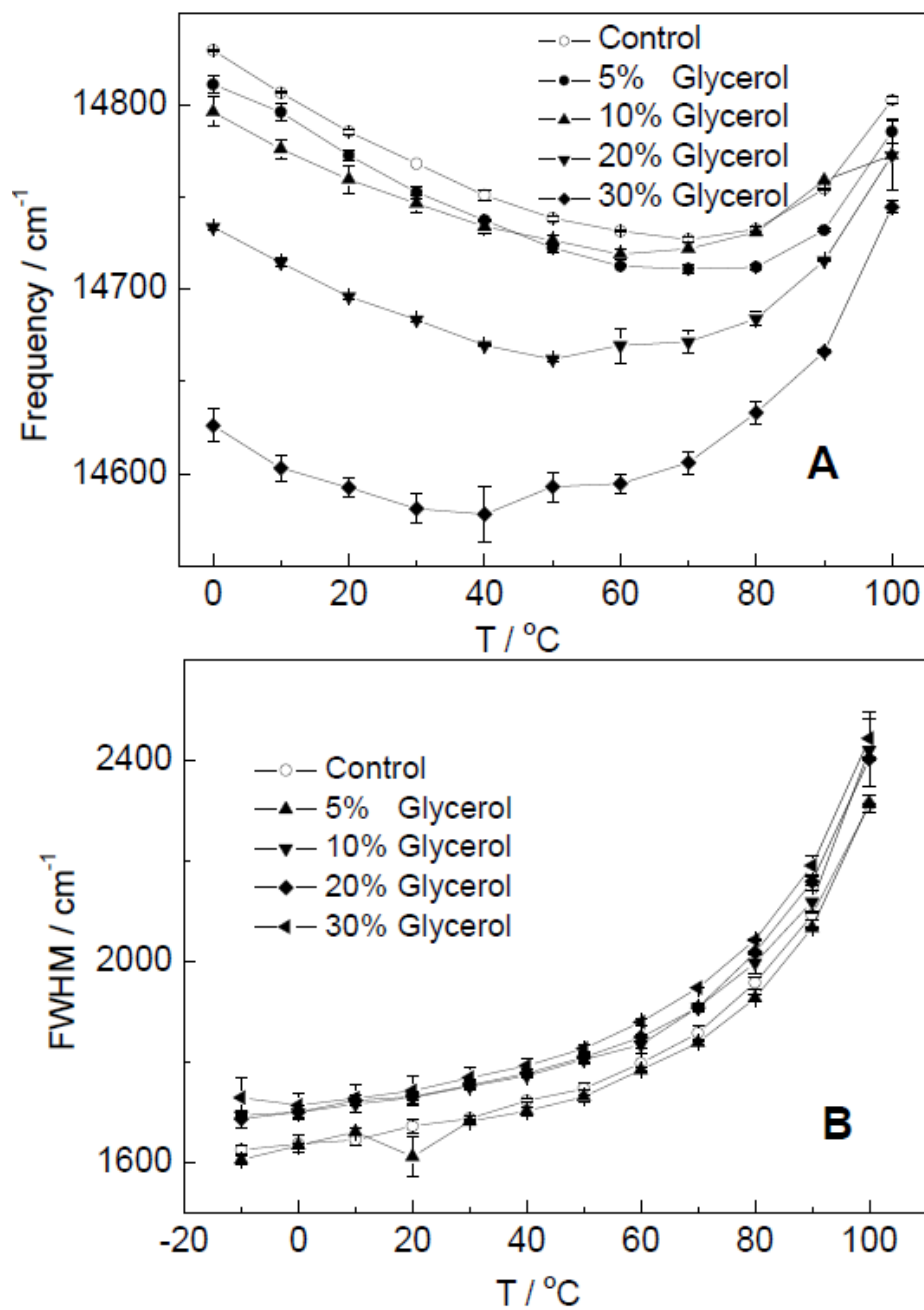 Control
5% Glycerol
10% Glycerol
20% Glycerol
30% Glycerol
14800
14700
14600
Frequency / cm⁻¹
A
0 20 40 60 80 100
T / °C
Control
5% Glycerol
10% Glycerol
20% Glycerol
30% Glycerol
2400
2000
1600
FWHM / cm⁻¹
B
-20 0 20 40 60 80 100
T / °C